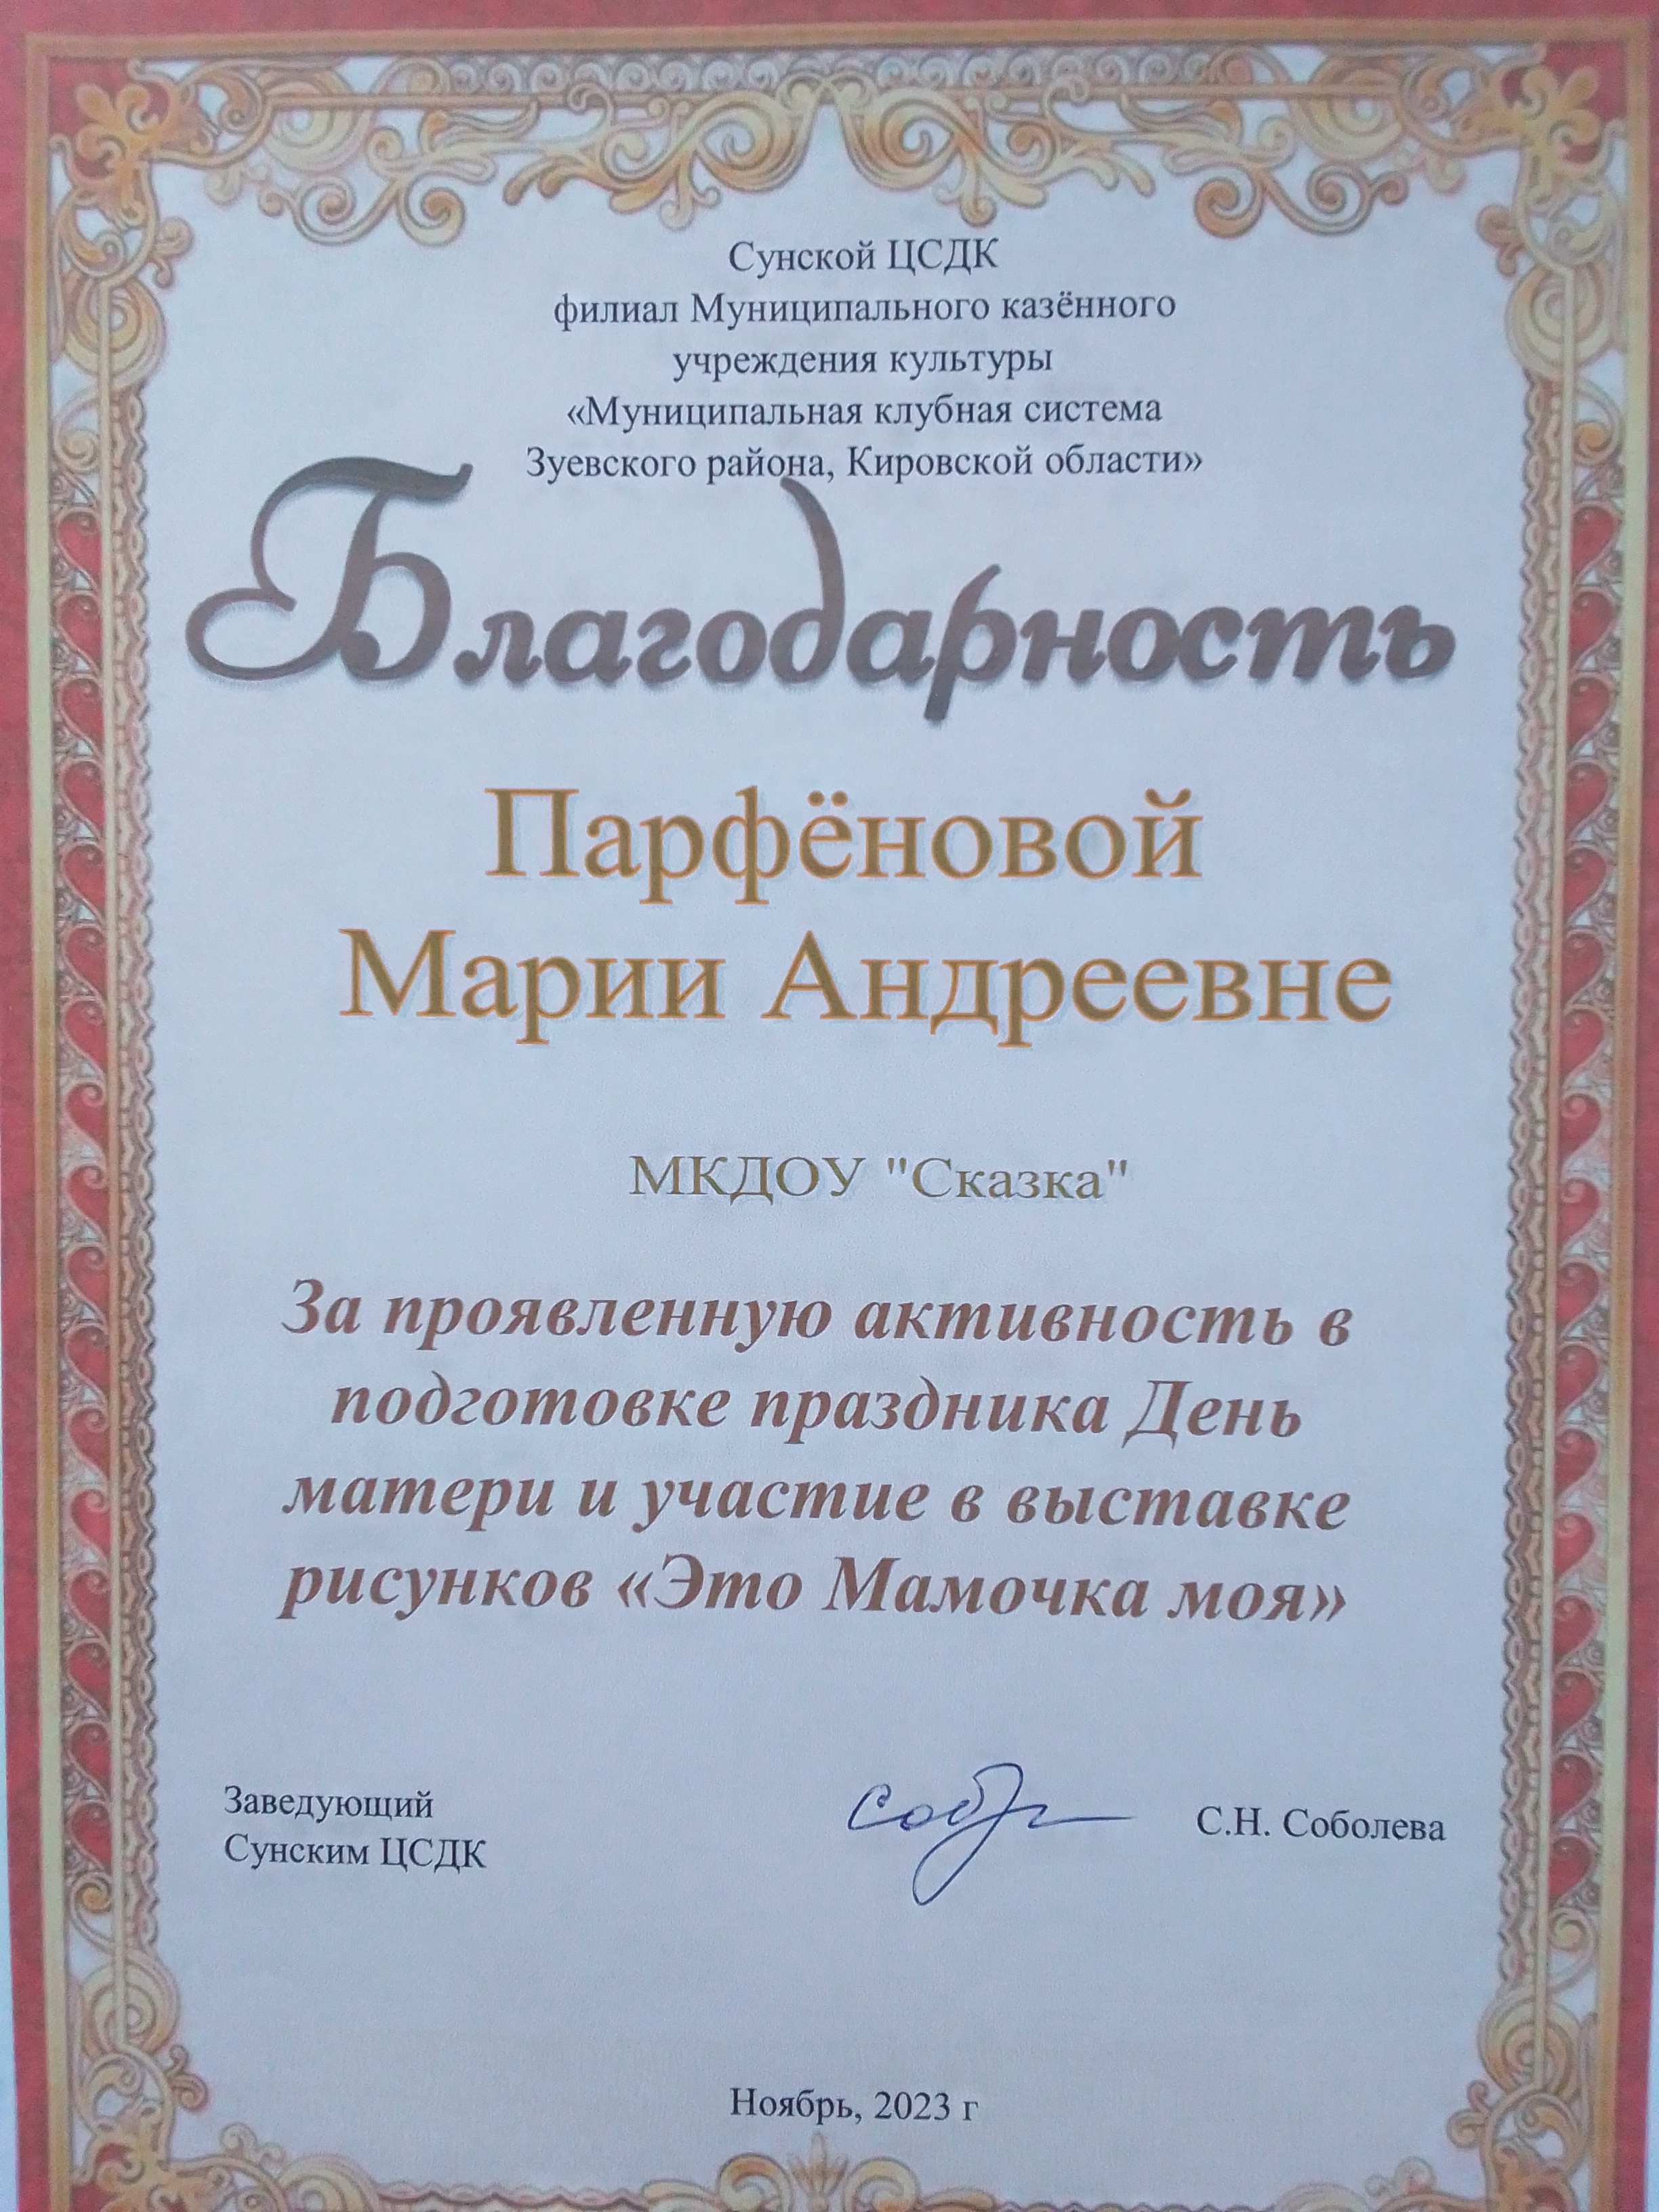 Сунской ЦСДК
филиал Муниципального казённого
учреждения культуры
«Муниципальная клубная система
Зуевского района, Кировской области»
Благодарность
Парфёновой
Марии Андреевне
МКДОУ "Сказка"
За проявленную активность в
подготовке праздника День
матери и участие в выставке
рисунков «Это Мамочка моя»
Заведующий
Сунским ЦСДК
С.Н. Соболева
Ноябрь, 2023 г